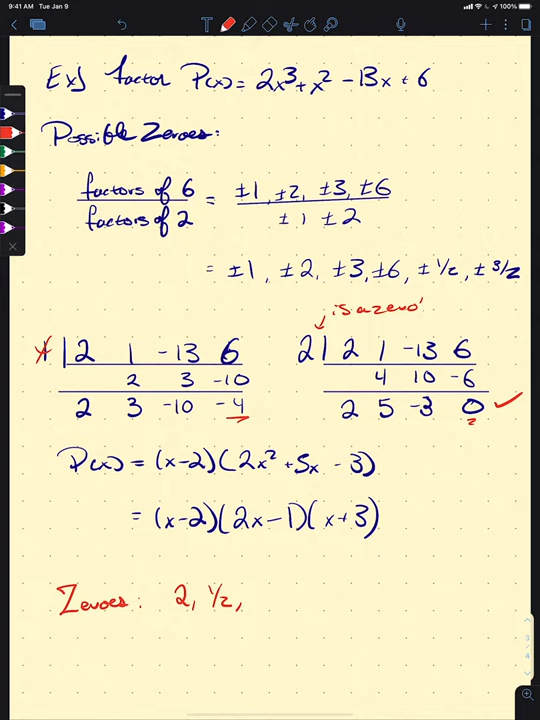 9:41 AM Tue Jan 9
100%
Ex) factor P(x) = 2x³ + x² - 13x + 6
Possible Zeroes:
factors of 6 / factors of 2 = ±1, ±2, ±3, ±6 / ±1 ±2
= ±1, ±2, ±3, ±6, ±1/2, ±3/2
is a zero!
1| 2 1 -13 6
2 3 -10
2 3 -10 -4
2| 2 1 -13 6
4 10 -6
2 5 -3 0 ✓
P(x) = (x-2)(2x² + 5x - 3)
= (x-2)(2x-1)(x+3)
Zeroes: 2, 1/2,
3/4